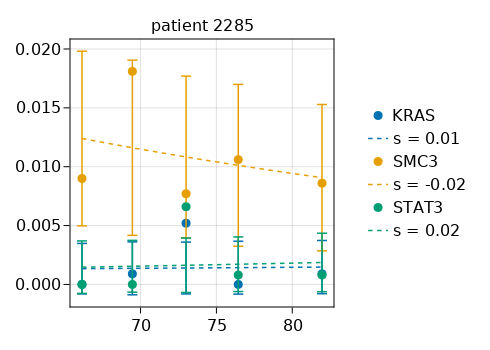 patient 2285
0.020
0.015
0.010
0.005
0.000
70
75
80
KRAS
s = 0.01
SMC3
s = -0.02
STAT3
s = 0.02